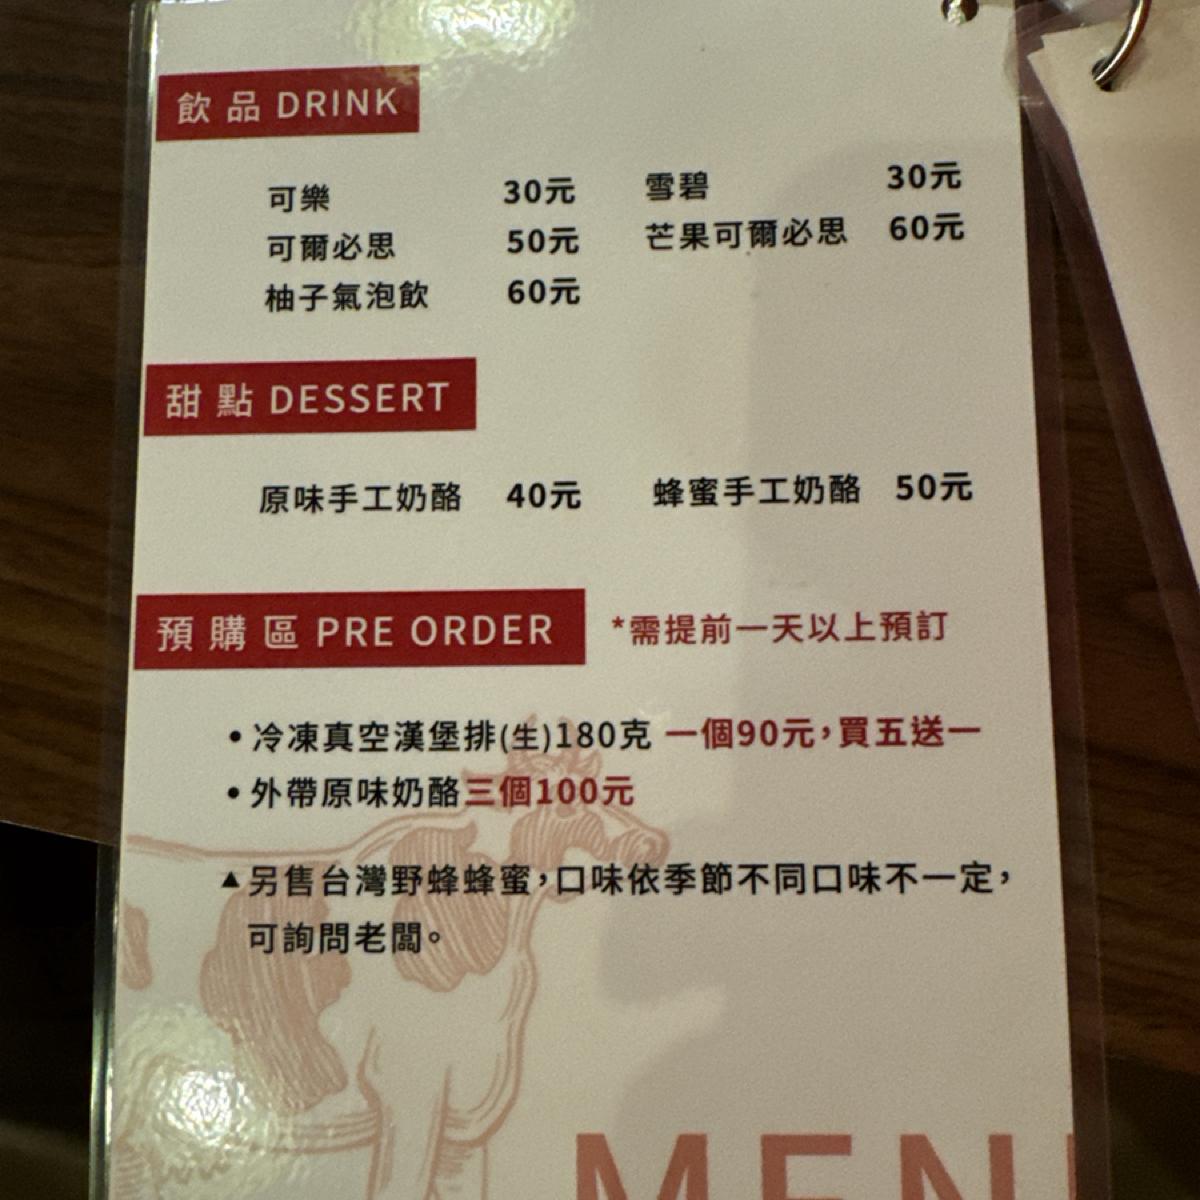 飲品 DRINK
可樂 30元 雪碧 30元
可爾必思 50元 芒果可爾必思 60元
柚子氣泡飲 60元
甜點 DESSERT
原味手工奶酪 40元 蜂蜜手工奶酪 50元
預購區 PRE ORDER *需提前一天以上預訂
•冷凍真空漢堡排(生)180克 一個90元，買五送一
•外帶原味奶酪三個100元
▲另售台灣野蜂蜂蜜，口味依季節不同口味不一定，
可詢問老闆。
MEN